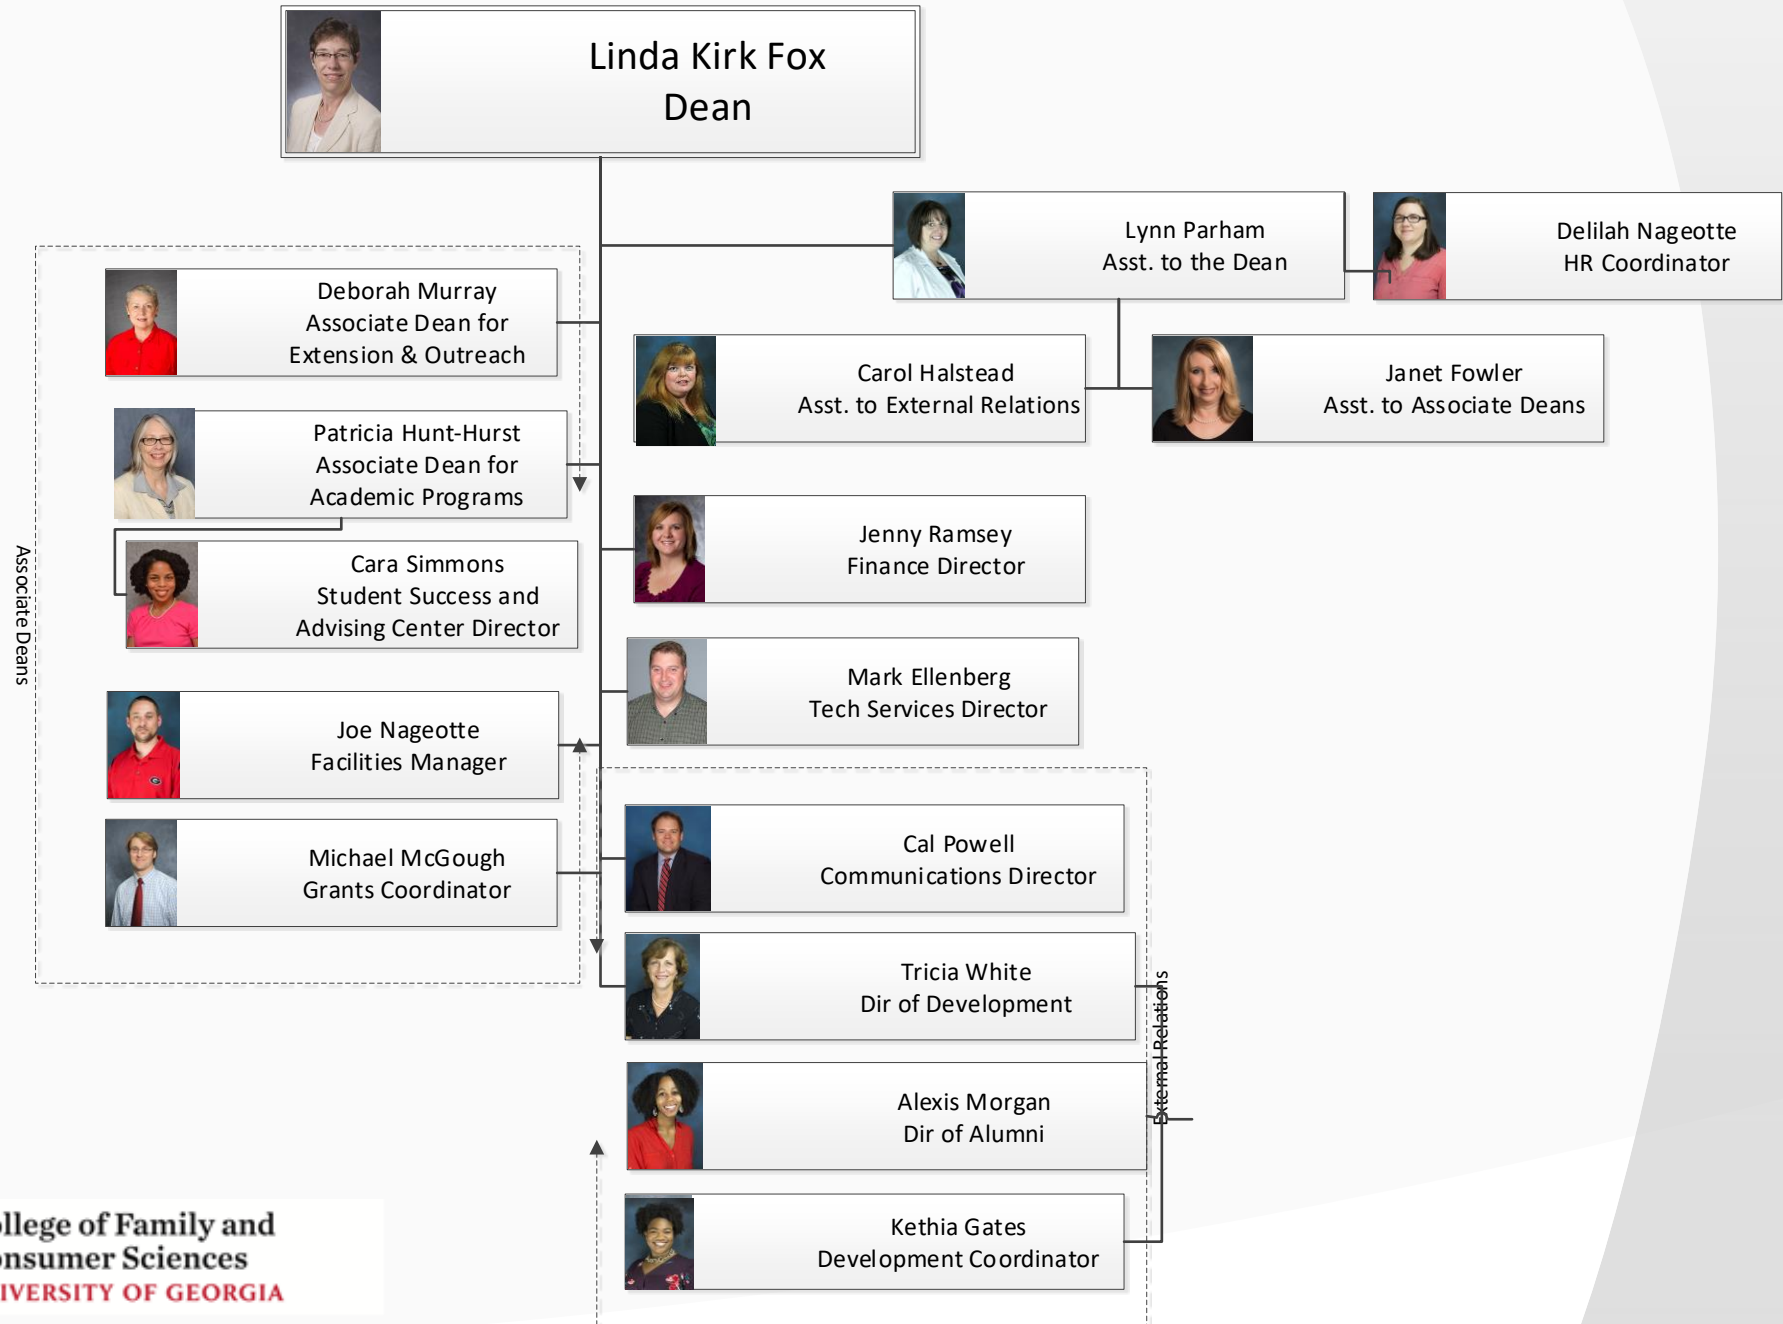 Linda Kirk Fox
Dean
Lynn Parham
Asst. to the Dean
Delilah Nageotte
HR Coordinator
Deborah Murray
Associate Dean for
Extension & Outreach
Carol Halstead
Asst. to External Relations
Janet Fowler
Asst. to Associate Deans
Patricia Hunt-Hurst
Associate Dean for
Academic Programs
Jenny Ramsey
Finance Director
Cara Simmons
Student Success and
Advising Center Director
Associate Deans
Mark Ellenberg
Tech Services Director
Joe Nageotte
Facilities Manager
Cal Powell
Communications Director
Michael McGough
Grants Coordinator
Tricia White
Dir of Development
External Relations
Alexis Morgan
Dir of Alumni
Kethia Gates
Development Coordinator
ollege of Family and
onsumer Sciences
IVERSITY OF GEORGIA